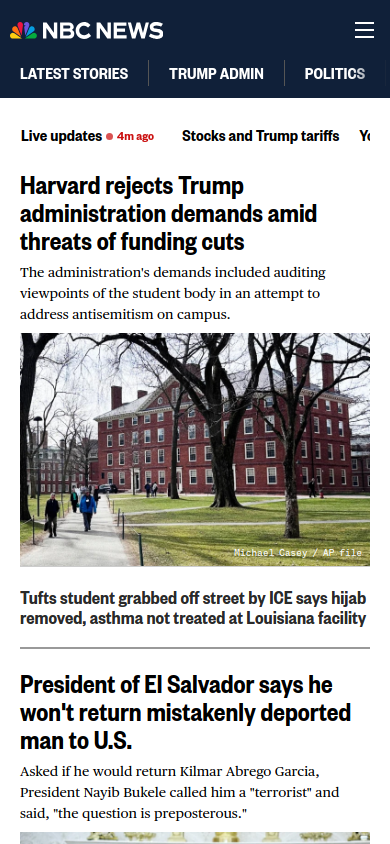 NBC NEWS
LATEST STORIES
TRUMP ADMIN
POLITICS
Live updates
4m ago
Stocks and Trump tariffs
Harvard rejects Trump
administration demands amid
threats of funding cuts
The administration's demands included auditing
viewpoints of the student body in an attempt to
address antisemitism on campus.
Michael Casey / AP file
Tufts student grabbed off street by ICE says hijab
removed, asthma not treated at Louisiana facility
President of El Salvador says he
won't return mistakenly deported
man to U.S.
Asked if he would return Kilmar Abrego Garcia,
President Nayib Bukele called him a "terrorist" and
said, "the question is preposterous."